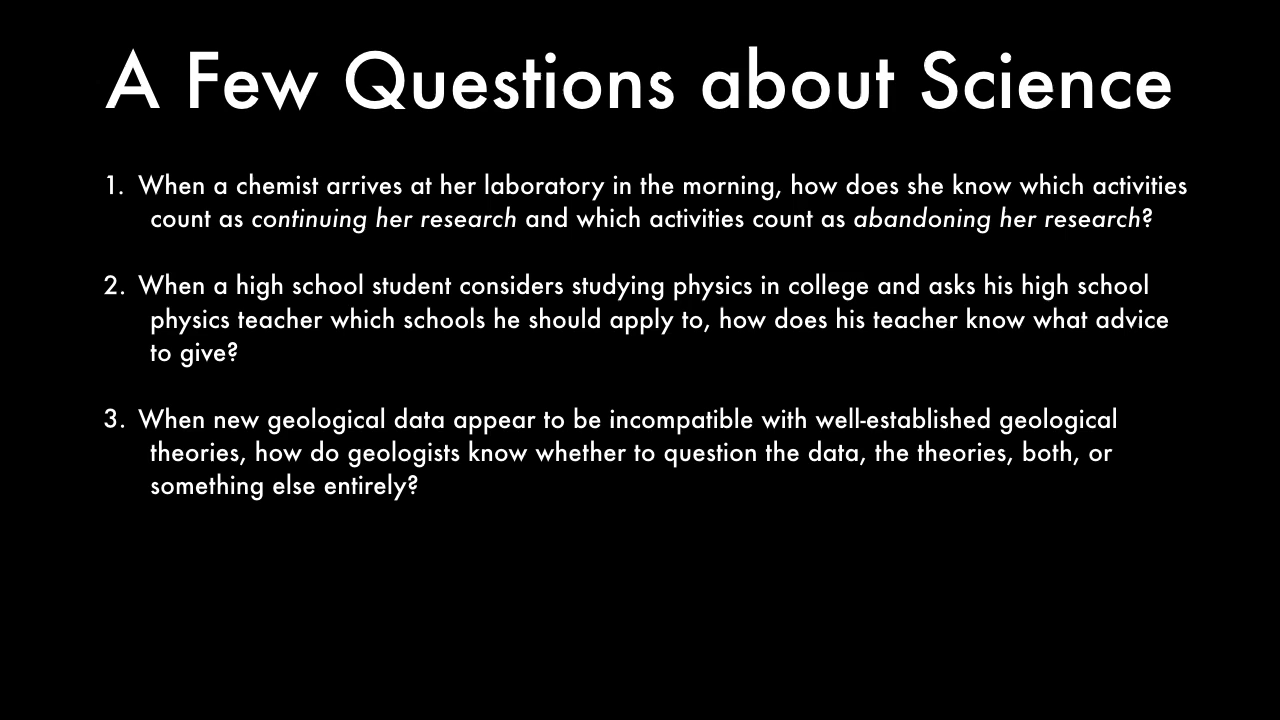 A Few Questions about Science
1. When a chemist arrives at her laboratory in the morning, how does she know which activities
count as continuing her research and which activities count as abandoning her research?
2. When a high school student considers studying physics in college and asks his high school
physics teacher which schools he should apply to, how does his teacher know what advice
to give?
3. When new geological data appear to be incompatible with well-established geological
theories, how do geologists know whether to question the data, the theories, both, or
something else entirely?